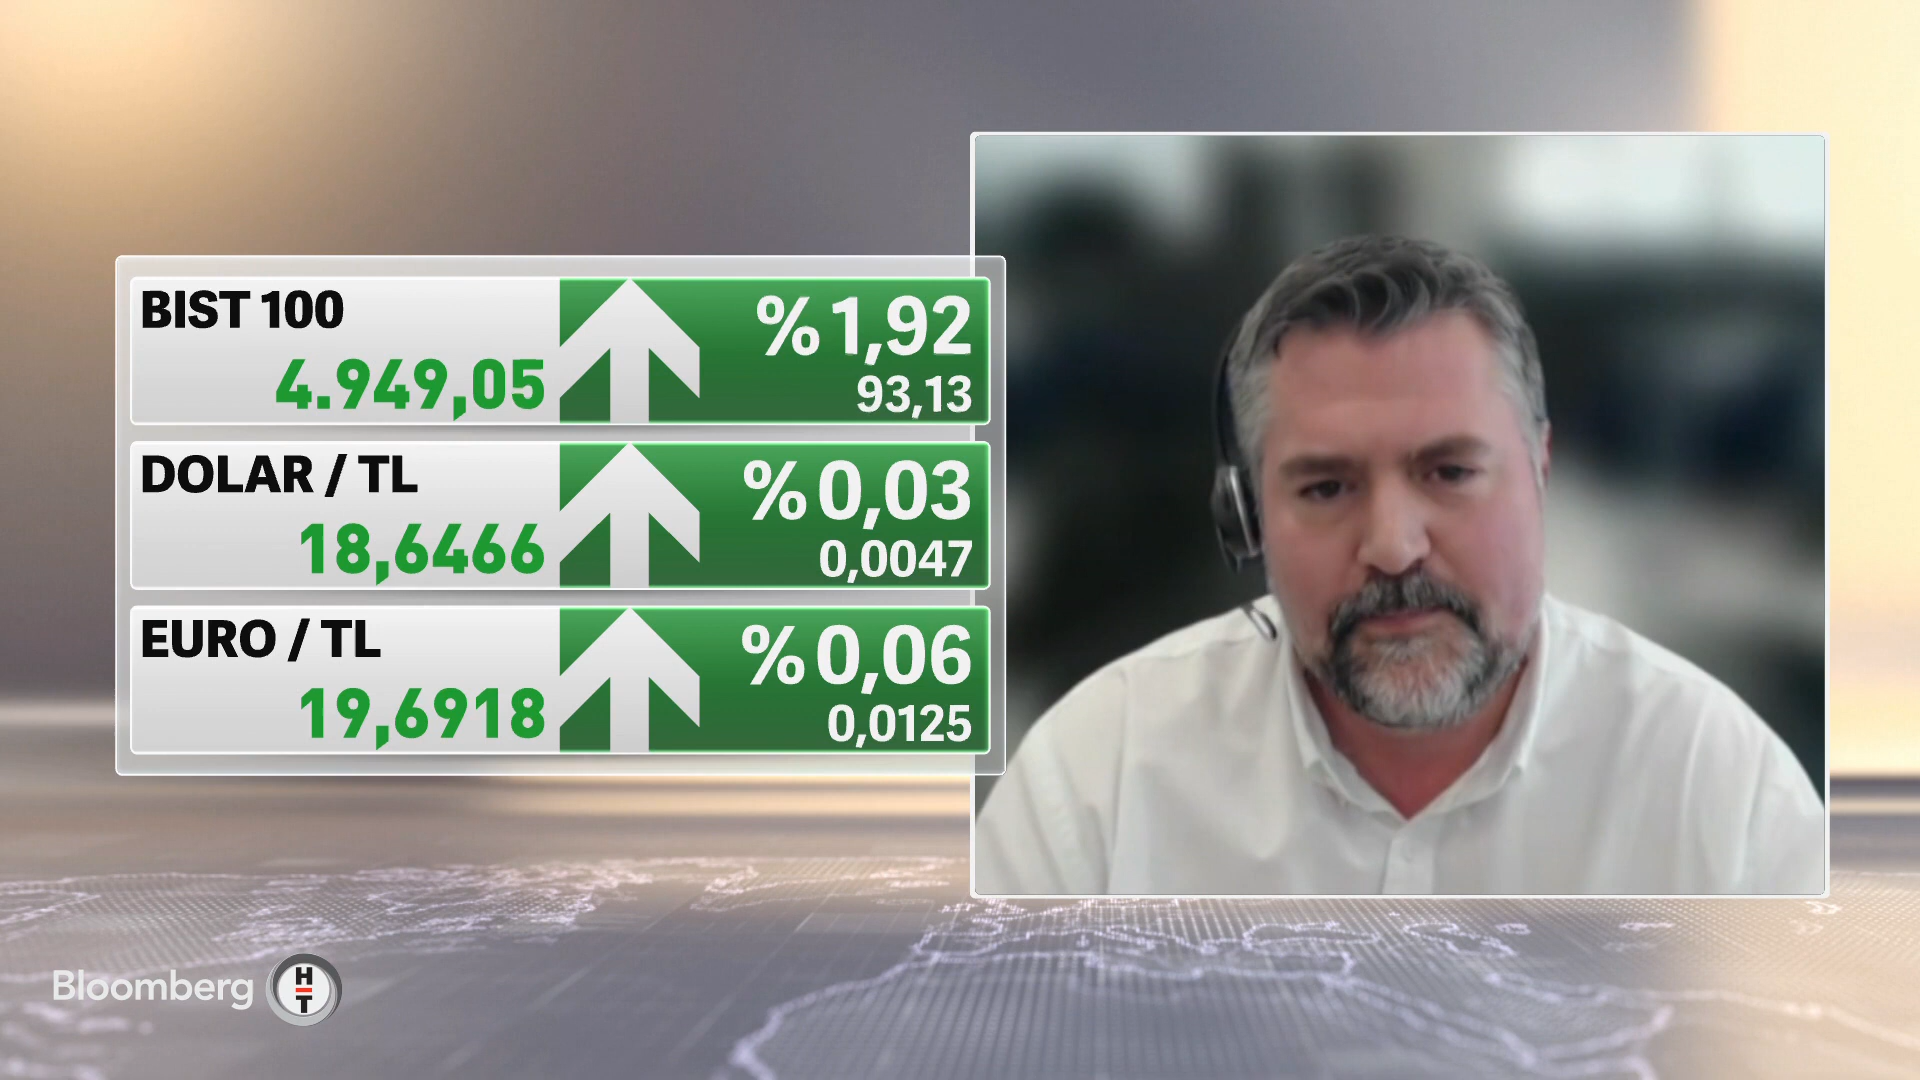 BIST 100
4.949,05
%1,92
93,13
DOLAR / TL
18,6466
%0,03
0,0047
EURO / TL
19,6918
%0,06
0,0125
Bloomberg HT